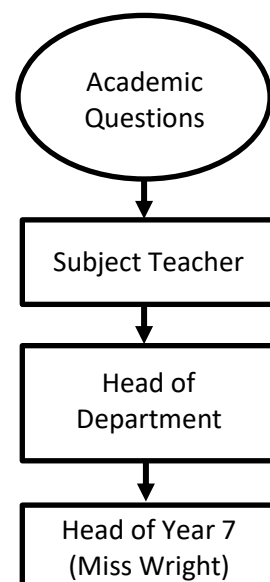 Academic
Questions
Subject Teacher
Head of
Department
Head of Year 7
(Miss Wright)